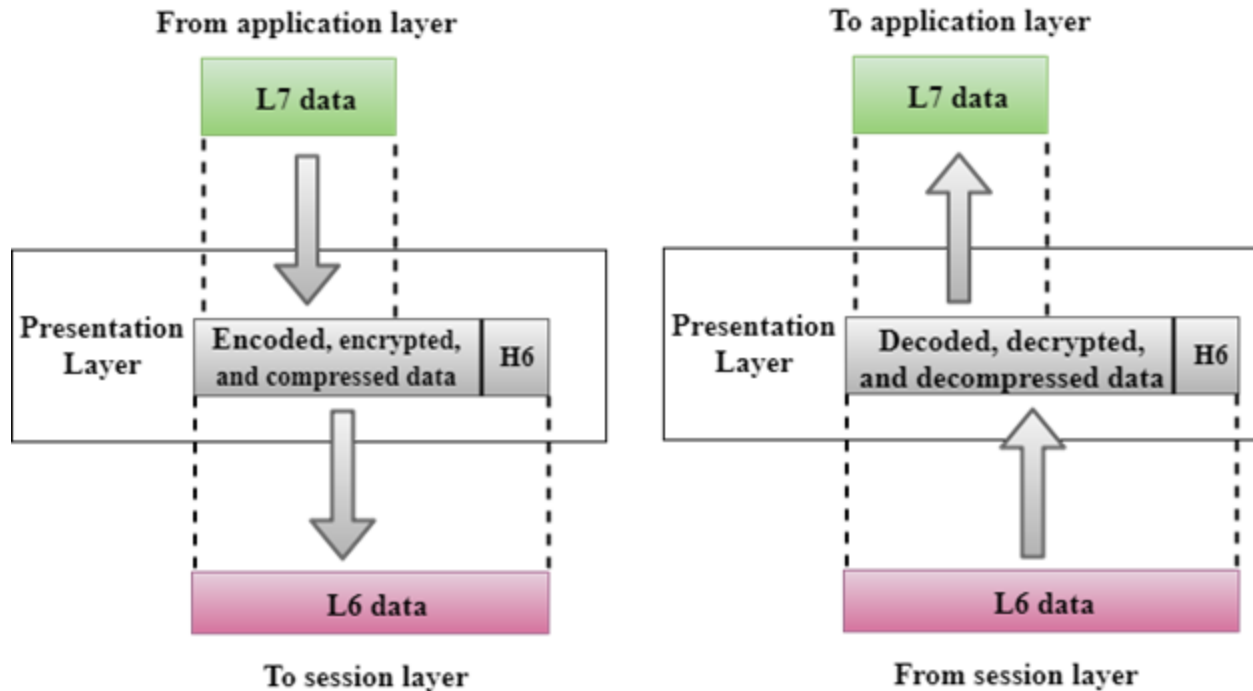 From application layer
L7 data
Presentation
Layer
Encoded, encrypted,
and compressed data
H6
L6 data
To session layer
To application layer
L7 data
Presentation
Layer
Decoded, decrypted,
and decompressed data
H6
L6 data
From session layer